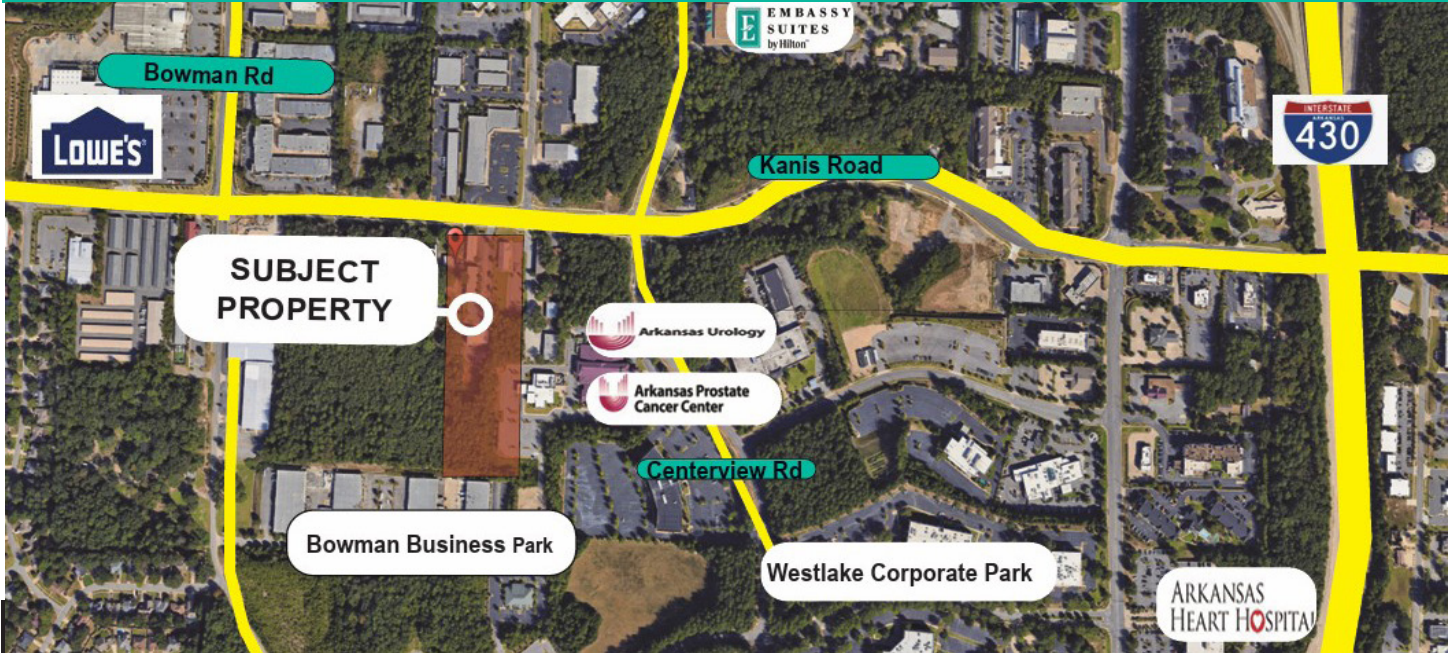 EMBASSY
SUITES
by Hilton
Bowman Rd
LOWE'S
INTERSTATE
ARKANSAS
430
Kanis Road
SUBJECT
PROPERTY
Arkansas Urology
Arkansas Prostate
Cancer Center
Centerview Rd
Bowman Business Park
Westlake Corporate Park
ARKANSAS
HEART HOSPITAL